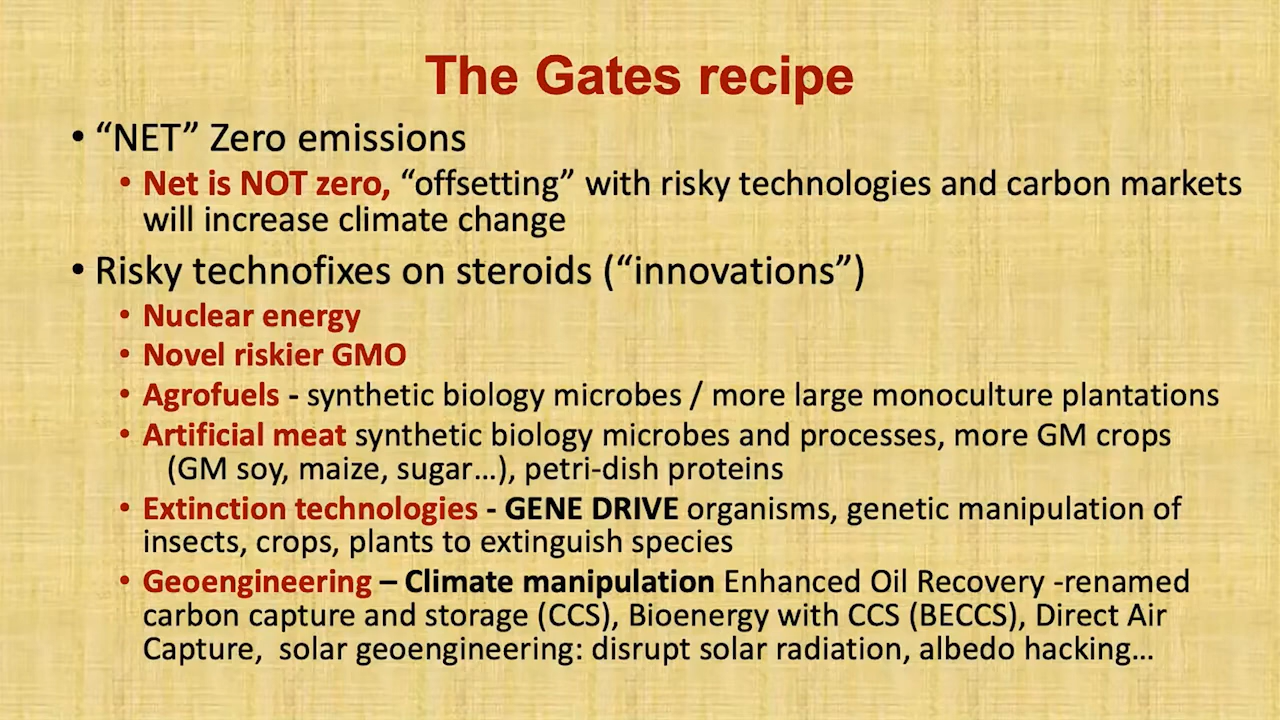 The Gates recipe
• “NET” Zero emissions
• Net is NOT zero, “offsetting” with risky technologies and carbon markets
will increase climate change
• Risky technofixes on steroids (“innovations”)
• Nuclear energy
• Novel riskier GMO
• Agrofuels - synthetic biology microbes / more large monoculture plantations
• Artificial meat synthetic biology microbes and processes, more GM crops
(GM soy, maize, sugar…), petri-dish proteins
• Extinction technologies - GENE DRIVE organisms, genetic manipulation of
insects, crops, plants to extinguish species
• Geoengineering – Climate manipulation Enhanced Oil Recovery -renamed
carbon capture and storage (CCS), Bioenergy with CCS (BECCS), Direct Air
Capture,  solar geoengineering: disrupt solar radiation, albedo hacking…